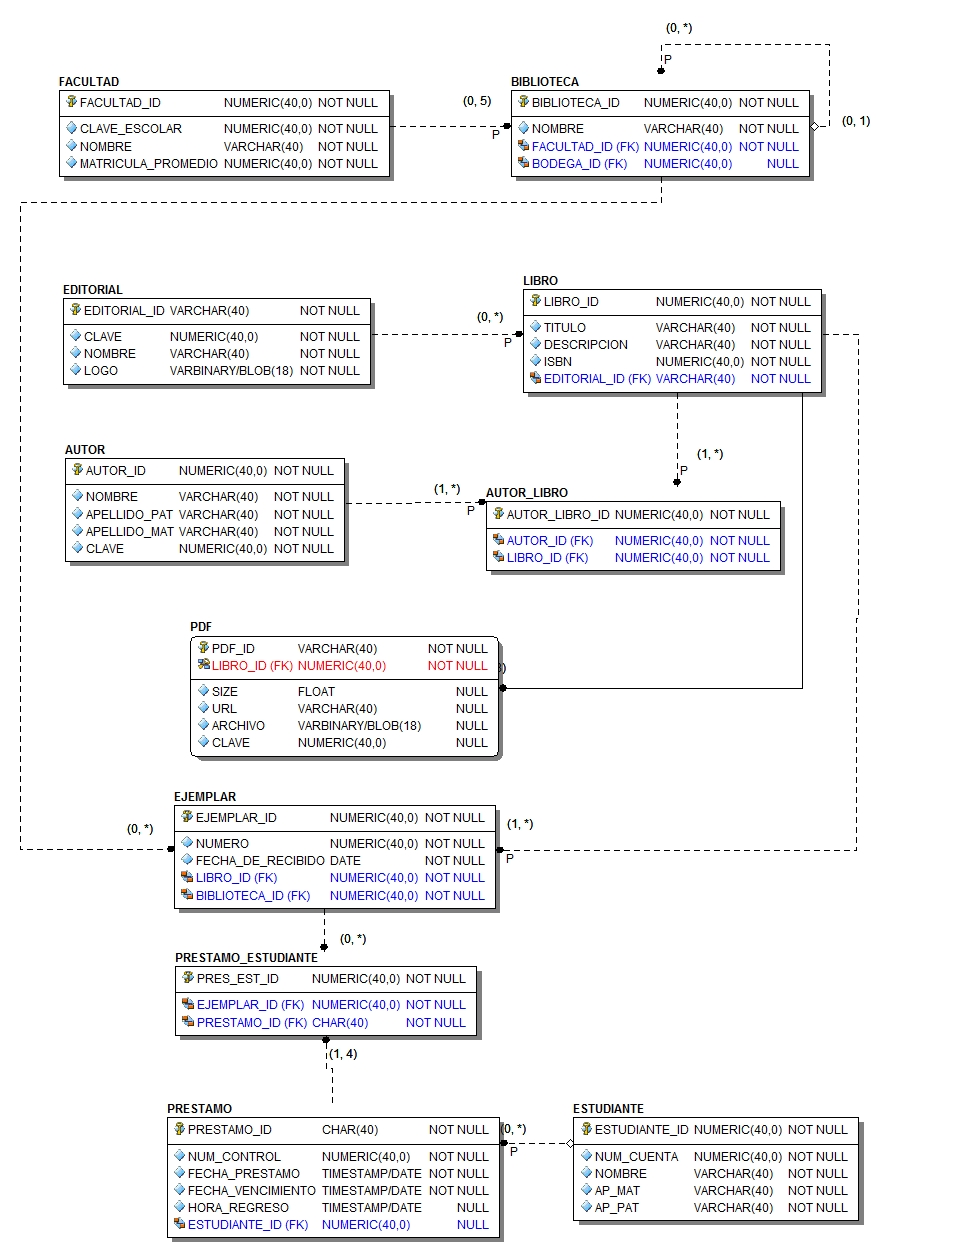 (0, *)
P
FACULTAD
FACULTAD_ID NUMERIC(40,0) NOT NULL
CLAVE_ESCOLAR NUMERIC(40,0) NOT NULL
NOMBRE VARCHAR(40) NOT NULL
MATRICULA_PROMEDIO NUMERIC(40,0) NOT NULL
(0, 5)
P
BIBLIOTECA
BIBLIOTECA_ID NUMERIC(40,0) NOT NULL
NOMBRE VARCHAR(40) NOT NULL
FACULTAD_ID (FK) NUMERIC(40,0) NOT NULL
BODEGA_ID (FK) NUMERIC(40,0) NULL
(0, 1)
EDITORIAL
EDITORIAL_ID VARCHAR(40) NOT NULL
CLAVE NUMERIC(40,0) NOT NULL
NOMBRE VARCHAR(40) NOT NULL
LOGO VARBINARY/BLOB(18) NOT NULL
(0, *)
P
LIBRO
LIBRO_ID NUMERIC(40,0) NOT NULL
TITULO VARCHAR(40) NOT NULL
DESCRIPCION VARCHAR(40) NOT NULL
ISBN NUMERIC(40,0) NOT NULL
EDITORIAL_ID (FK) VARCHAR(40) NOT NULL
(1, *)
P
AUTOR
AUTOR_ID NUMERIC(40,0) NOT NULL
NOMBRE VARCHAR(40) NOT NULL
APELLIDO_PAT VARCHAR(40) NOT NULL
APELLIDO_MAT VARCHAR(40) NOT NULL
CLAVE NUMERIC(40,0) NOT NULL
(1, *)
P
AUTOR_LIBRO
AUTOR_LIBRO_ID NUMERIC(40,0) NOT NULL
AUTOR_ID (FK) NUMERIC(40,0) NOT NULL
LIBRO_ID (FK) NUMERIC(40,0) NOT NULL
PDF
PDF_ID VARCHAR(40) NOT NULL
LIBRO_ID (FK) NUMERIC(40,0) NOT NULL
SIZE FLOAT NULL
URL VARCHAR(40) NULL
ARCHIVO VARBINARY/BLOB(18) NULL
CLAVE NUMERIC(40,0) NULL
EJEMPLAR
EJEMPLAR_ID NUMERIC(40,0) NOT NULL
NUMERO NUMERIC(40,0) NOT NULL
FECHA_DE_RECIBIDO DATE NOT NULL
LIBRO_ID (FK) NUMERIC(40,0) NOT NULL
BIBLIOTECA_ID (FK) NUMERIC(40,0) NOT NULL
(0, *)
(1, *)
P
(0, *)
PRESTAMO_ESTUDIANTE
PRES_EST_ID NUMERIC(40,0) NOT NULL
EJEMPLAR_ID (FK) NUMERIC(40,0) NOT NULL
PRESTAMO_ID (FK) CHAR(40) NOT NULL
(1, 4)
PRESTAMO
PRESTAMO_ID CHAR(40) NOT NULL
NUM_CONTROL NUMERIC(40,0) NOT NULL
FECHA_PRESTAMO TIMESTAMP/DATE NOT NULL
FECHA_VENCIMIENTO TIMESTAMP/DATE NOT NULL
HORA_REGRESO TIMESTAMP/DATE NULL
ESTUDIANTE_ID (FK) NUMERIC(40,0) NULL
(0, *)
P
ESTUDIANTE
ESTUDIANTE_ID NUMERIC(40,0) NOT NULL
NUM_CUENTA NUMERIC(40,0) NOT NULL
NOMBRE VARCHAR(40) NOT NULL
AP_MAT VARCHAR(40) NOT NULL
AP_PAT VARCHAR(40) NOT NULL